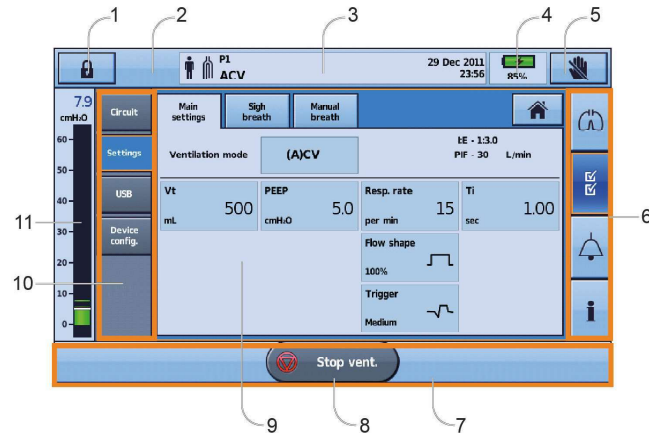 1
2
3
4
5
P1
ACV
29 Dec 2011
23:56
85%
7.9
cmH2O
60
50
40
30
20
10
0
Circuit
Settings
USB
Device
config.
Main
settings
Sigh
breath
Manual
breath
Ventilation mode
(A)CV
I:E - 1:3.0
PIF - 30 L/min
Vt
500
mL
PEEP
5.0
cmH2O
Resp. rate
15
per min
Ti
1.00
sec
Flow shape
100%
Trigger
Medium
i
Stop vent.
6
11
10
9
8
7